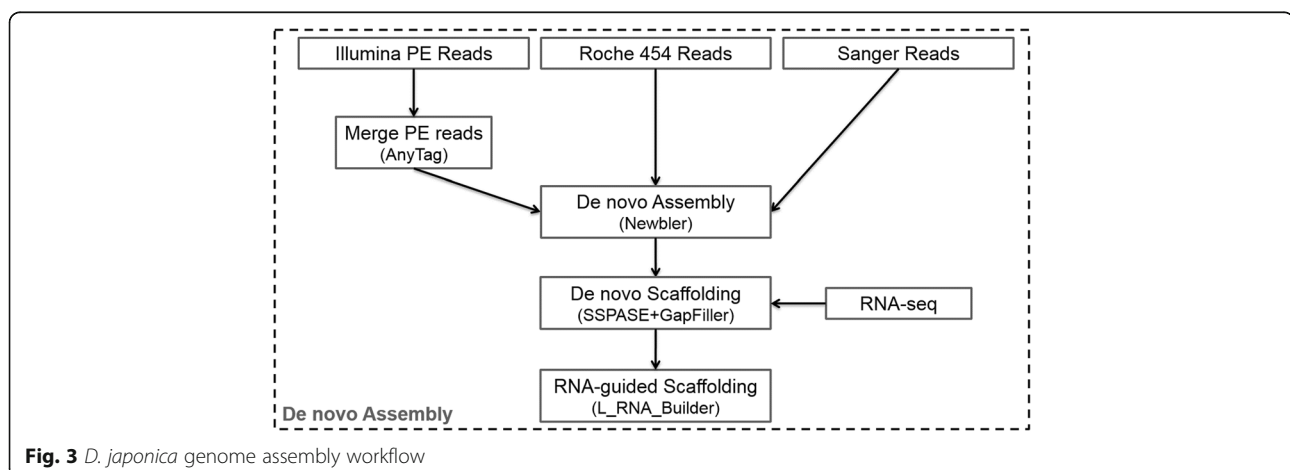 Illumina PE Reads
Roche 454 Reads
Sanger Reads
Merge PE reads
(AnyTag)
De novo Assembly
(Newbler)
De novo Scaffolding
(SSPASE+GapFiller)
RNA-seq
RNA-guided Scaffolding
(L_RNA_Builder)
De novo Assembly
Fig. 3 D. japonica genome assembly workflow